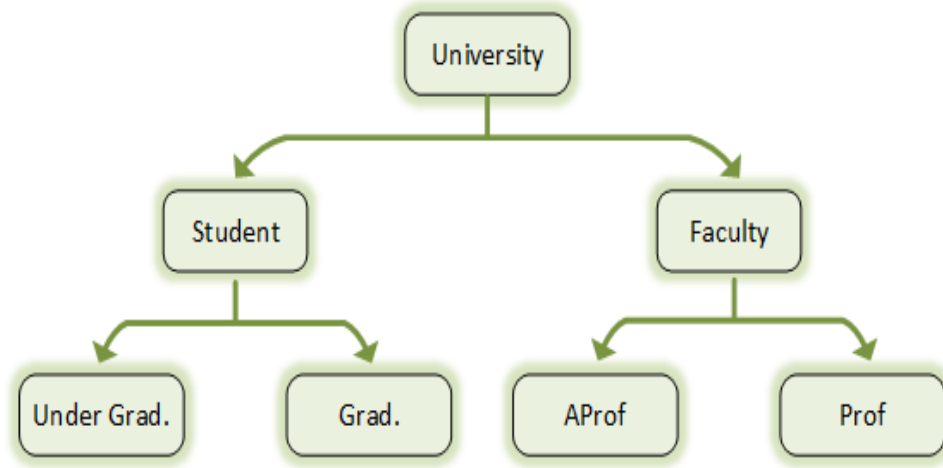 University
Student
Faculty
Under Grad.
Grad.
AProf
Prof